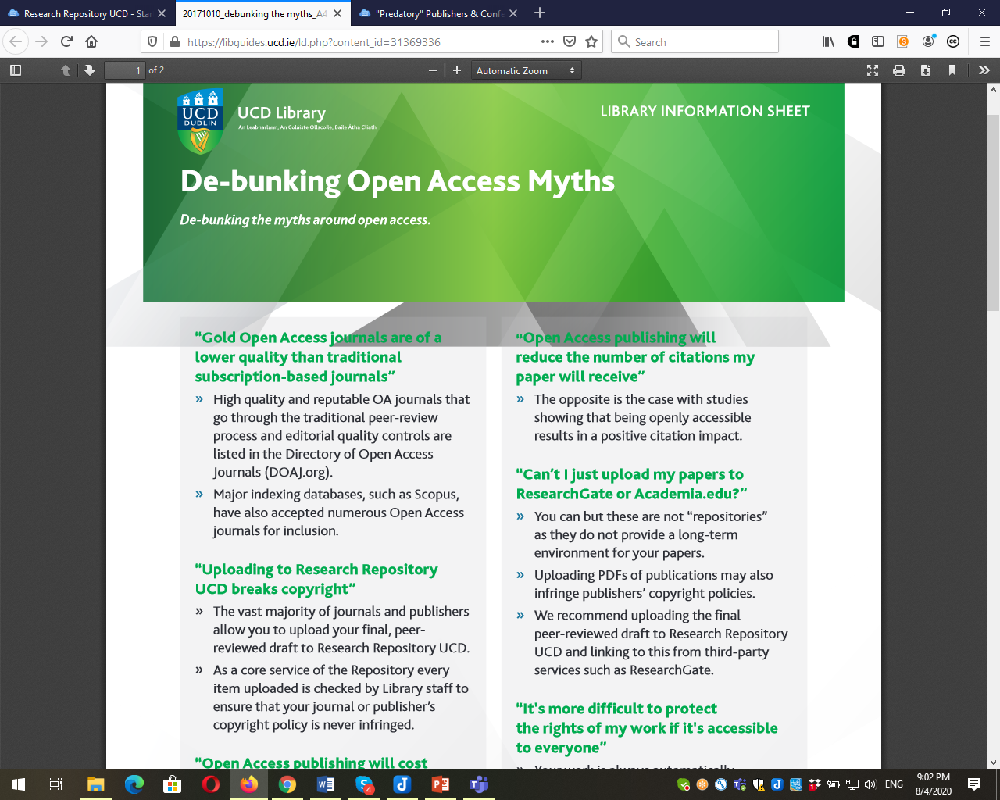 Research Repository UCD - Star
20171010_debunking the myths_A4
"Predatory" Publishers & Confe
https://libguides.ucd.ie/ld.php?content_id=31369336
Search
1 of 2
Automatic Zoom
UCD
DUBLIN
UCD Library
An Leabharlann, An Coláiste Ollscoile, Baile Átha Cliath
LIBRARY INFORMATION SHEET
De-bunking Open Access Myths
De-bunking the myths around open access.
“Gold Open Access journals are of a
lower quality than traditional
subscription-based journals”
» High quality and reputable OA journals that
go through the traditional peer-review
process and editorial quality controls are
listed in the Directory of Open Access
Journals (DOAJ.org).
» Major indexing databases, such as Scopus,
have also accepted numerous Open Access
journals for inclusion.
“Uploading to Research Repository
UCD breaks copyright”
» The vast majority of journals and publishers
allow you to upload your final, peer-
reviewed draft to Research Repository UCD.
» As a core service of the Repository every
item uploaded is checked by Library staff to
ensure that your journal or publisher’s
copyright policy is never infringed.
“Open Access publishing will cost
“Open Access publishing will
reduce the number of citations my
paper will receive”
» The opposite is the case with studies
showing that being openly accessible
results in a positive citation impact.
“Can’t I just upload my papers to
ResearchGate or Academia.edu?”
» You can but these are not “repositories”
as they do not provide a long-term
environment for your papers.
» Uploading PDFs of publications may also
infringe publishers’ copyright policies.
» We recommend uploading the final
peer-reviewed draft to Research Repository
UCD and linking to this from third-party
services such as ResearchGate.
“It's more difficult to protect
the rights of my work if it's accessible
to everyone”
» Your work is always automatically
4
ENG
9:02 PM
8/4/2020